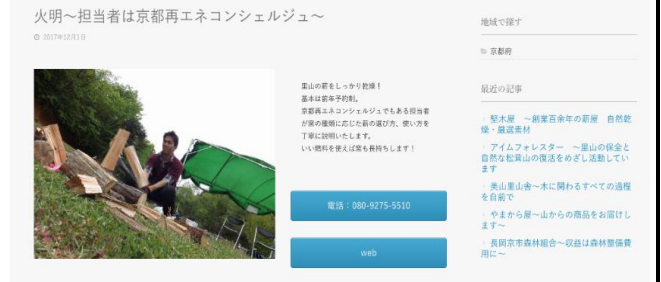 火明~担当者は京都再エネコンシェルジュ~
2017年12月1日
里山の薪をしっかり乾燥!
基本は前年予約制。
京都再エネコンシェルジュでもある担当者
が窯の種類に応じた薪の選び方、使い方を
丁寧に説明いたします。
いい燃料を使えば窯も長持ちします!
電話:080-9275-5510
web
地域で探す
京都府
最近の記事
堅木屋 ~創業百余年の薪屋 自然乾
燥・厳選素材
アイムフォレスター ~里山の保全と
自然な松茸山の復活をめざし活動してい
ます
美山里山舎~木に関わるすべての過程
を自前で
やまから屋~山からの商品をお届けし
ます~
長岡京市森林組合~収益は森林整備費
用に~